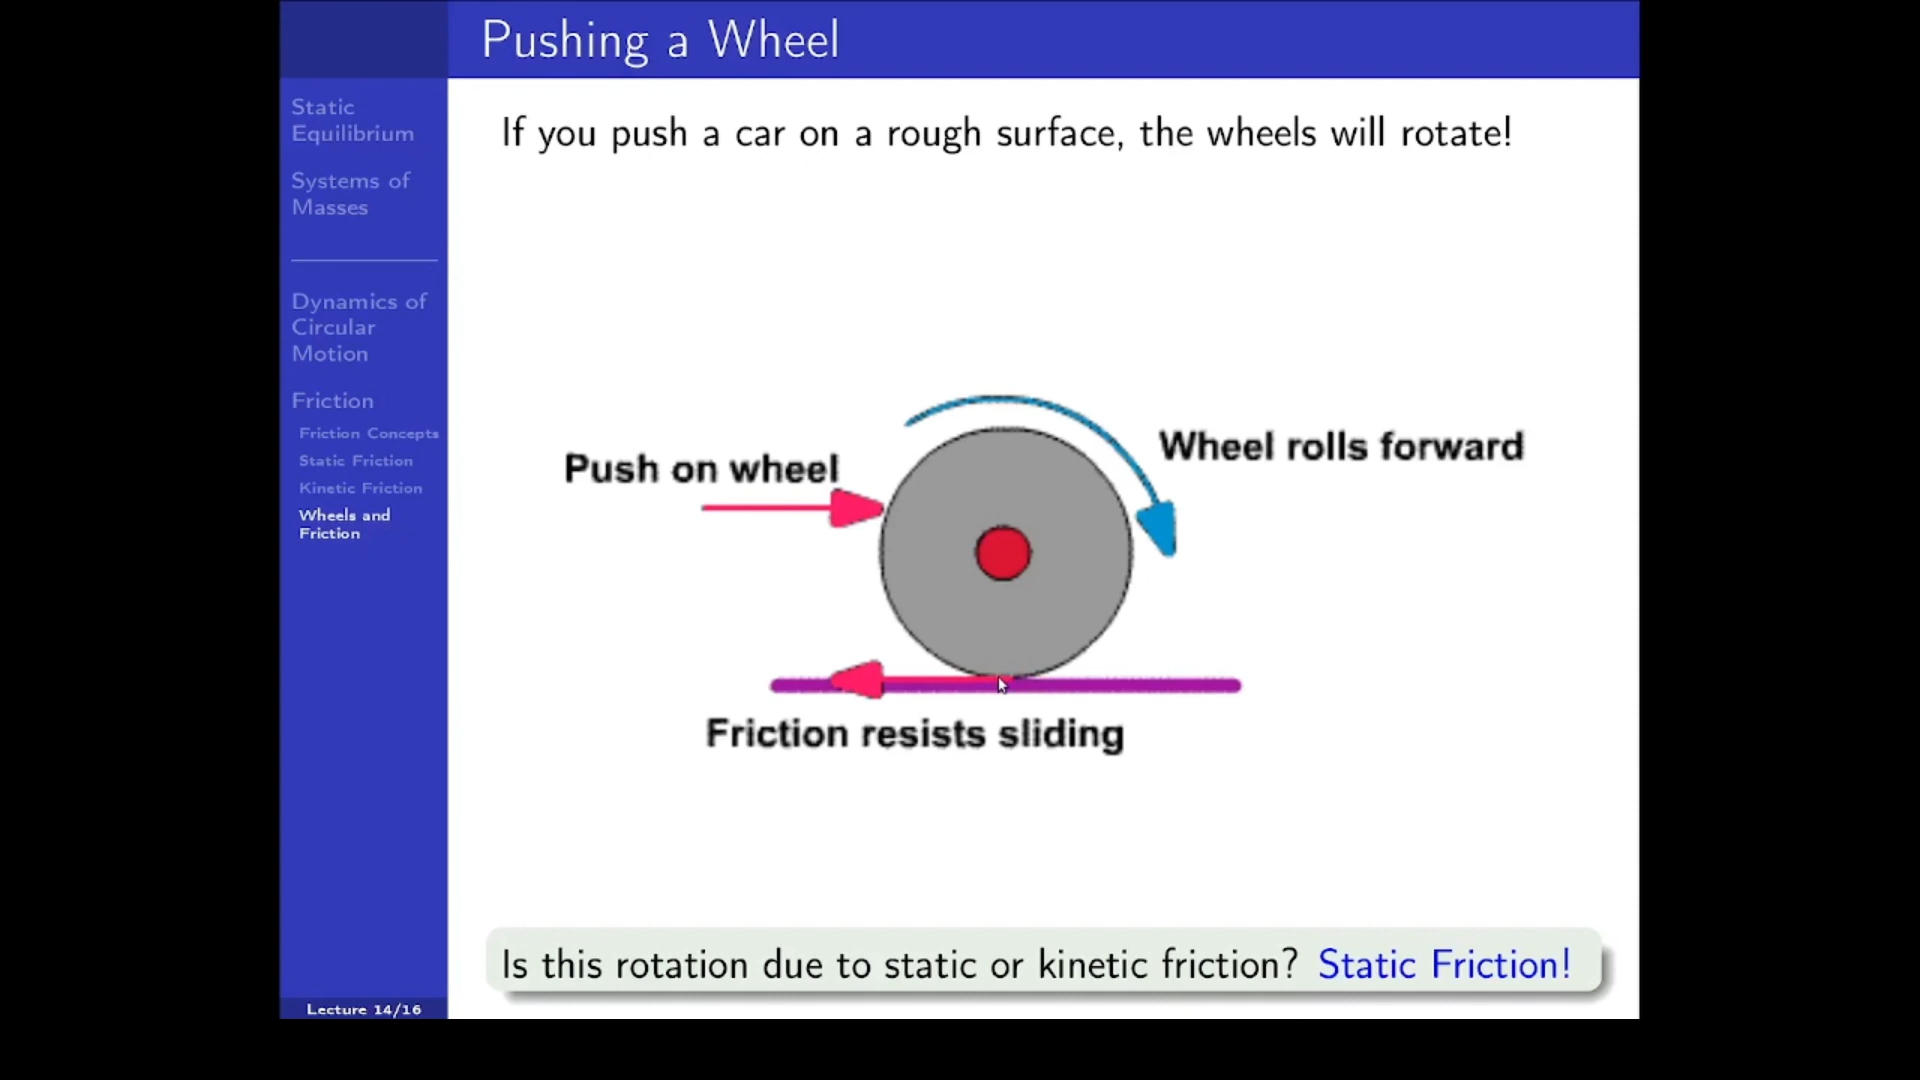 Pushing a Wheel
Static
Equilibrium
Systems of
Masses
Dynamics of
Circular
Motion
Friction
Friction Concepts
Static Friction
Kinetic Friction
Wheels and
Friction
Lecture 14/16
If you push a car on a rough surface, the wheels will rotate!
Push on wheel
Wheel rolls forward
Friction resists sliding
Is this rotation due to static or kinetic friction? Static Friction!